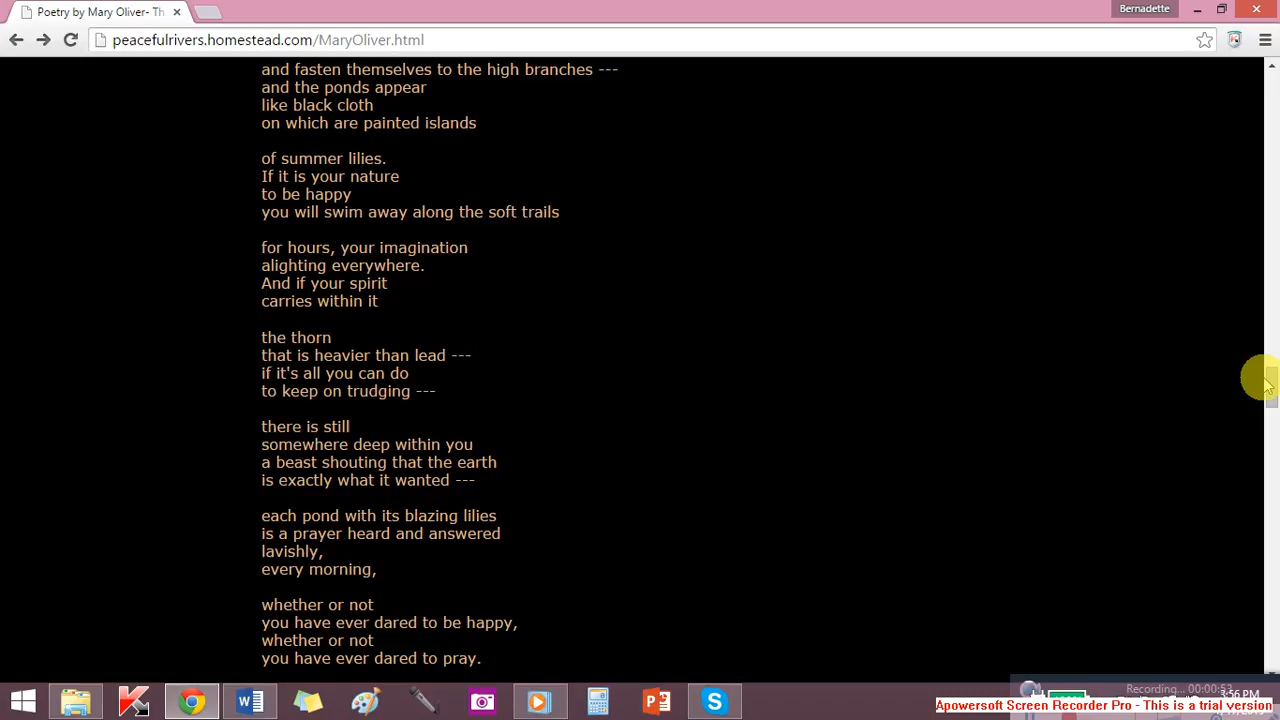 Poetry by Mary Oliver- Th
Bernadette
peacefulrivers.homestead.com/MaryOliver.html
and fasten themselves to the high branches ---
and the ponds appear
like black cloth
on which are painted islands
of summer lilies.
If it is your nature
to be happy
you will swim away along the soft trails
for hours, your imagination
alighting everywhere.
And if your spirit
carries within it
the thorn
that is heavier than lead ---
if it's all you can do
to keep on trudging ---
there is still
somewhere deep within you
a beast shouting that the earth
is exactly what it wanted ---
each pond with its blazing lilies
is a prayer heard and answered
lavishly,
every morning,
whether or not
you have ever dared to be happy,
whether or not
you have ever dared to pray.
Recording... 00:00:53
3:56 PM
Apowersoft Screen Recorder Pro - This is a trial version